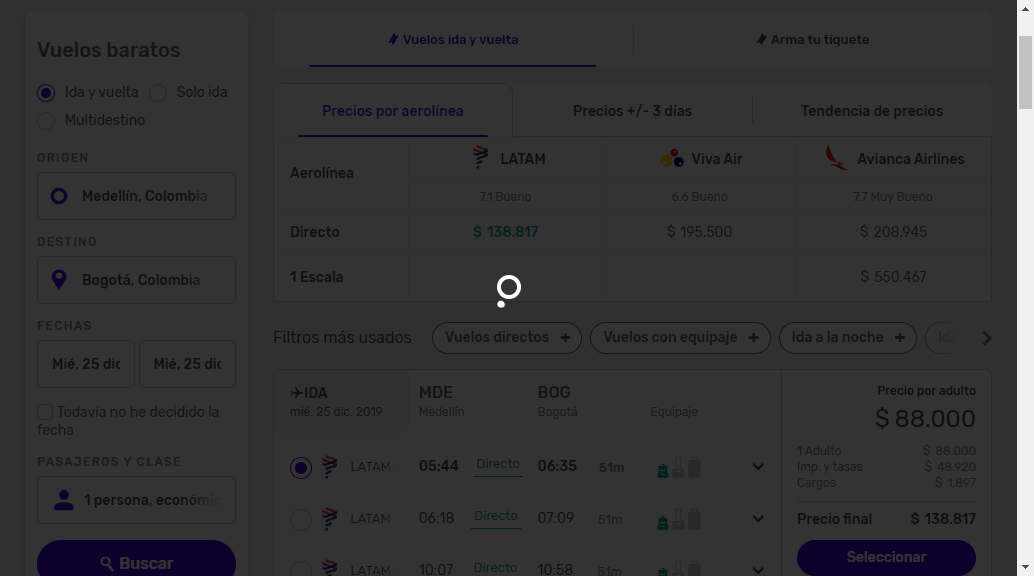 Vuelos baratos
Ida y vuelta
Solo ida
Multidestino
ORIGEN
Medellín, Colombia
DESTINO
Bogotá, Colombia
FECHAS
Mié, 25 dic
Mié, 25 dic
Todavía no he decidido la
fecha
PASAJEROS Y CLASE
1 persona, económic
Buscar
Vuelos ida y vuelta
Arma tu tiquete
Precios por aerolínea
Precios +/- 3 días
Tendencia de precios
Aerolínea
LATAM
Viva Air
Avianca Airlines
7.1 Bueno
6.6 Bueno
7.7 Muy Bueno
Directo
$ 138.817
$ 195.500
$ 208.945
1 Escala
$ 550.467
Filtros más usados
Vuelos directos +
Vuelos con equipaje +
Ida a la noche +
IDA
mié. 25 dic. 2019
MDE
Medellín
BOG
Bogotá
Equipaje
LATAM 05:44 Directo 06:35 51m
LATAM 06:18 Directo 07:09 51m
LATAM 10:07 Directo 10:58 51m
Precio por adulto
$ 88.000
1 Adulto $ 88.000
Imp. y tasas $ 48.920
Cargos $ 1.897
Precio final $ 138.817
Seleccionar